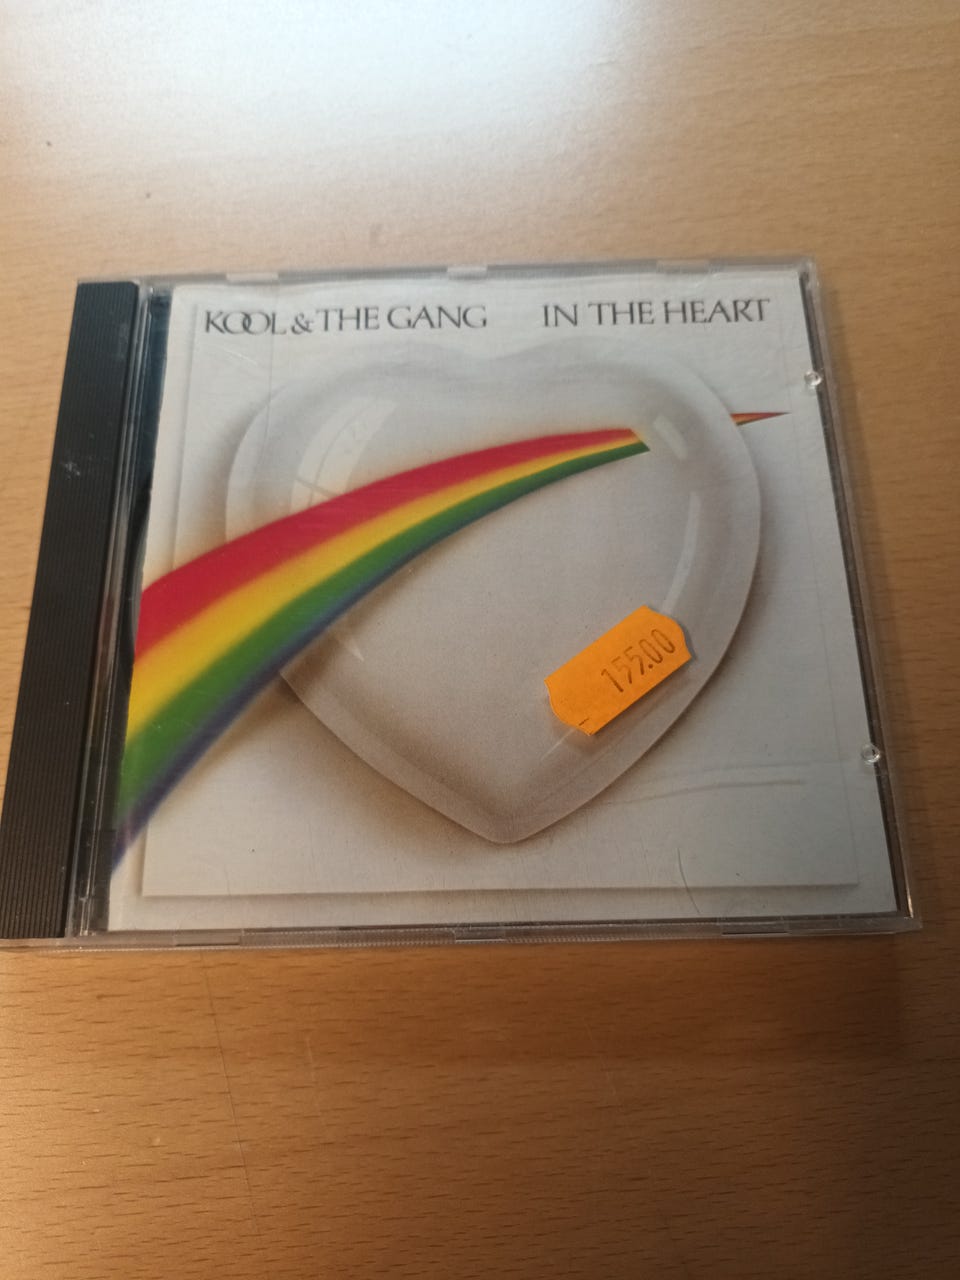 KOOL & THE GANG IN THE HEART
155.00